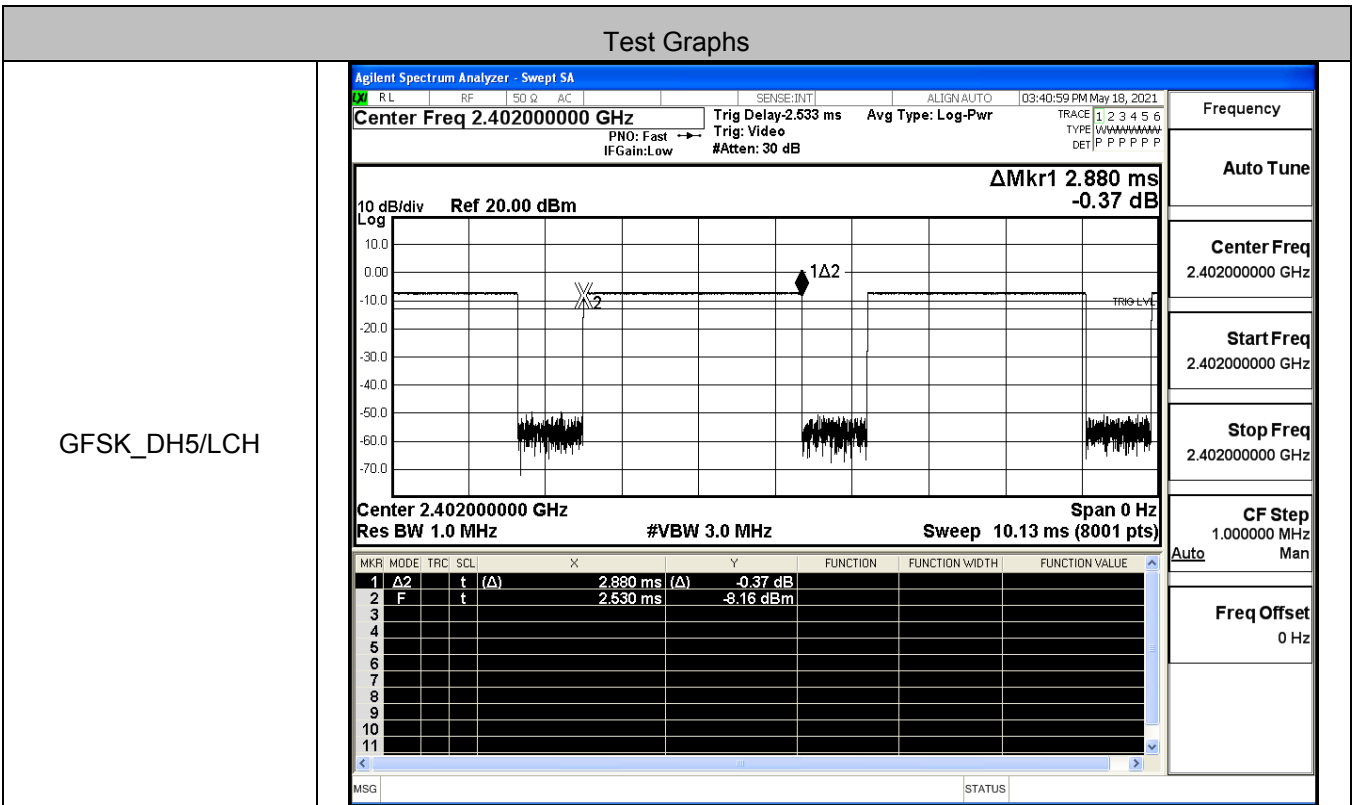 Test Graphs
GFSK_DH5/LCH
Agilent Spectrum Analyzer - Swept SA
RL RF 50 Ω AC SENSE:INT ALIGN AUTO 03:40:59 PM May 18, 2021
Center Freq 2.402000000 GHz
PNO: Fast
IFGain:Low
Trig Delay-2.533 ms
Trig: Video
#Atten: 30 dB
Avg Type: Log-Pwr
TRACE 1 2 3 4 5 6
TYPE WWWWWW
DET P P P P P P
ΔMkr1 2.880 ms
-0.37 dB
10 dB/div Ref 20.00 dBm
Log
10.0
0.00
-10.0
-20.0
-30.0
-40.0
-50.0
-60.0
-70.0
1Δ2
2
TRIG LVL
Center 2.402000000 GHz Span 0 Hz
Res BW 1.0 MHz #VBW 3.0 MHz Sweep 10.13 ms (8001 pts)
MKR MODE TRC SCL X Y FUNCTION FUNCTION WIDTH FUNCTION VALUE
1 Δ2 t (Δ) 2.880 ms (Δ) -0.37 dB
2 F t 2.530 ms -8.16 dBm
3
4
5
6
7
8
9
10
11
MSG STATUS
Frequency
Auto Tune
Center Freq
2.402000000 GHz
Start Freq
2.402000000 GHz
Stop Freq
2.402000000 GHz
CF Step
1.000000 MHz
Auto Man
Freq Offset
0 Hz